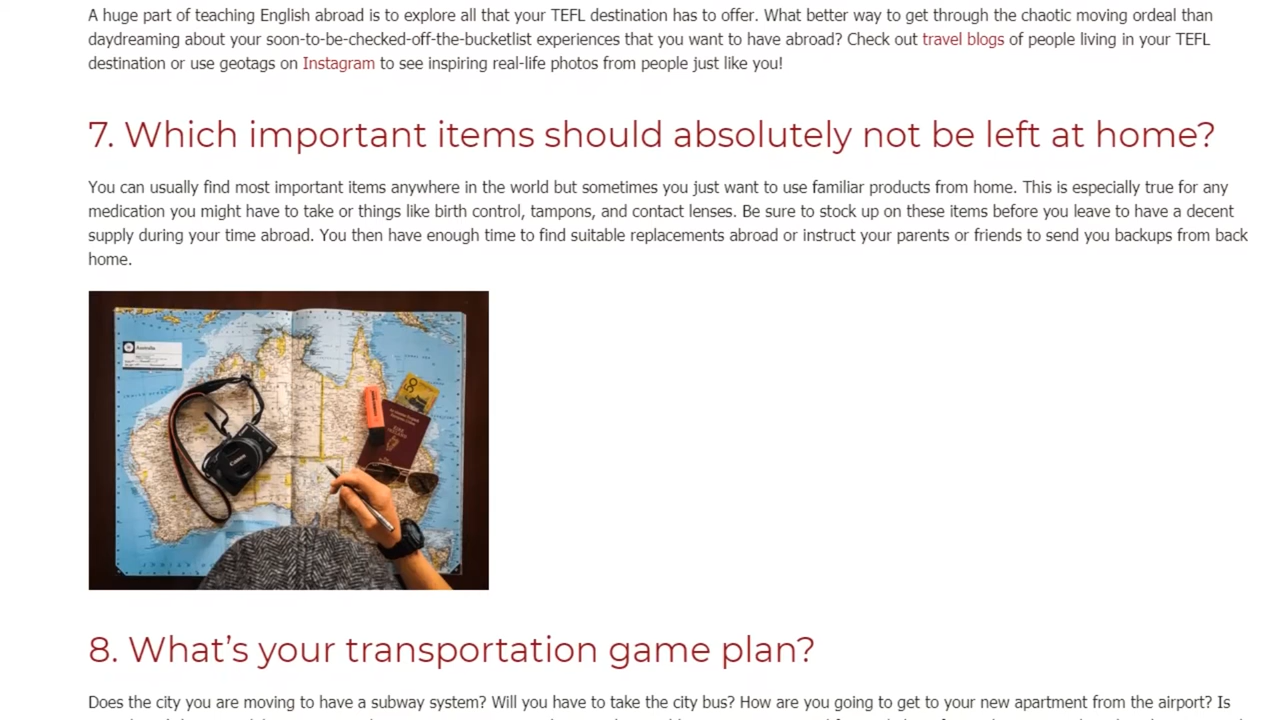 A huge part of teaching English abroad is to explore all that your TEFL destination has to offer. What better way to get through the chaotic moving ordeal than
daydreaming about your soon-to-be-checked-off-the-bucketlist experiences that you want to have abroad? Check out travel blogs of people living in your TEFL
destination or use geotags on Instagram to see inspiring real-life photos from people just like you!
7. Which important items should absolutely not be left at home?
You can usually find most important items anywhere in the world but sometimes you just want to use familiar products from home. This is especially true for any
medication you might have to take or things like birth control, tampons, and contact lenses. Be sure to stock up on these items before you leave to have a decent
supply during your time abroad. You then have enough time to find suitable replacements abroad or instruct your parents or friends to send you backups from back
home.
Australia
Canon
50
8. What's your transportation game plan?
Does the city you are moving to have a subway system? Will you have to take the city bus? How are you going to get to your new apartment from the airport? Is